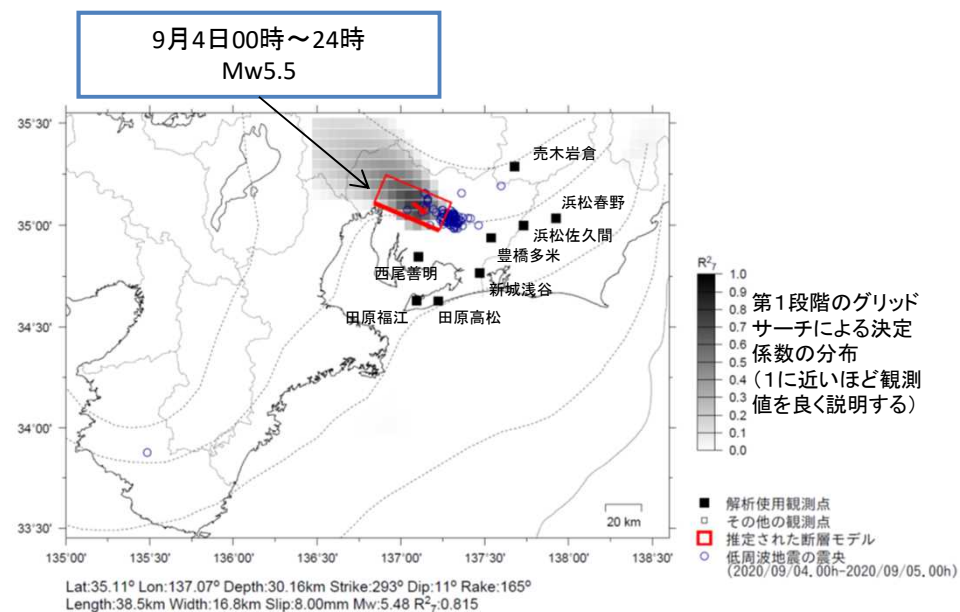 9月4日00時～24時
Mw5.5
35˚30'
35˚00'
34˚30'
34˚00'
33˚30'
135˚00'
135˚30'
136˚00'
136˚30'
137˚00'
137˚30'
138˚00'
138˚30'
売木岩倉
浜松春野
浜松佐久間
豊橋多米
西尾善明
新城浅谷
田原福江
田原高松
20 km
R²₇
1.0
0.9
0.8
0.7
0.6
0.5
0.4
0.3
0.2
0.1
0.0
第１段階のグリッド
サーチによる決定
係数の分布
（１に近いほど観測
値を良く説明する）
解析使用観測点
その他の観測点
推定された断層モデル
低周波地震の震央
(2020/09/04.00h-2020/09/05.00h)
Lat:35.11º Lon:137.07º Depth:30.16km Strike:293º Dip:11º Rake:165º
Length:38.5km Width:16.8km Slip:8.00mm Mw:5.48 R²₇:0.815